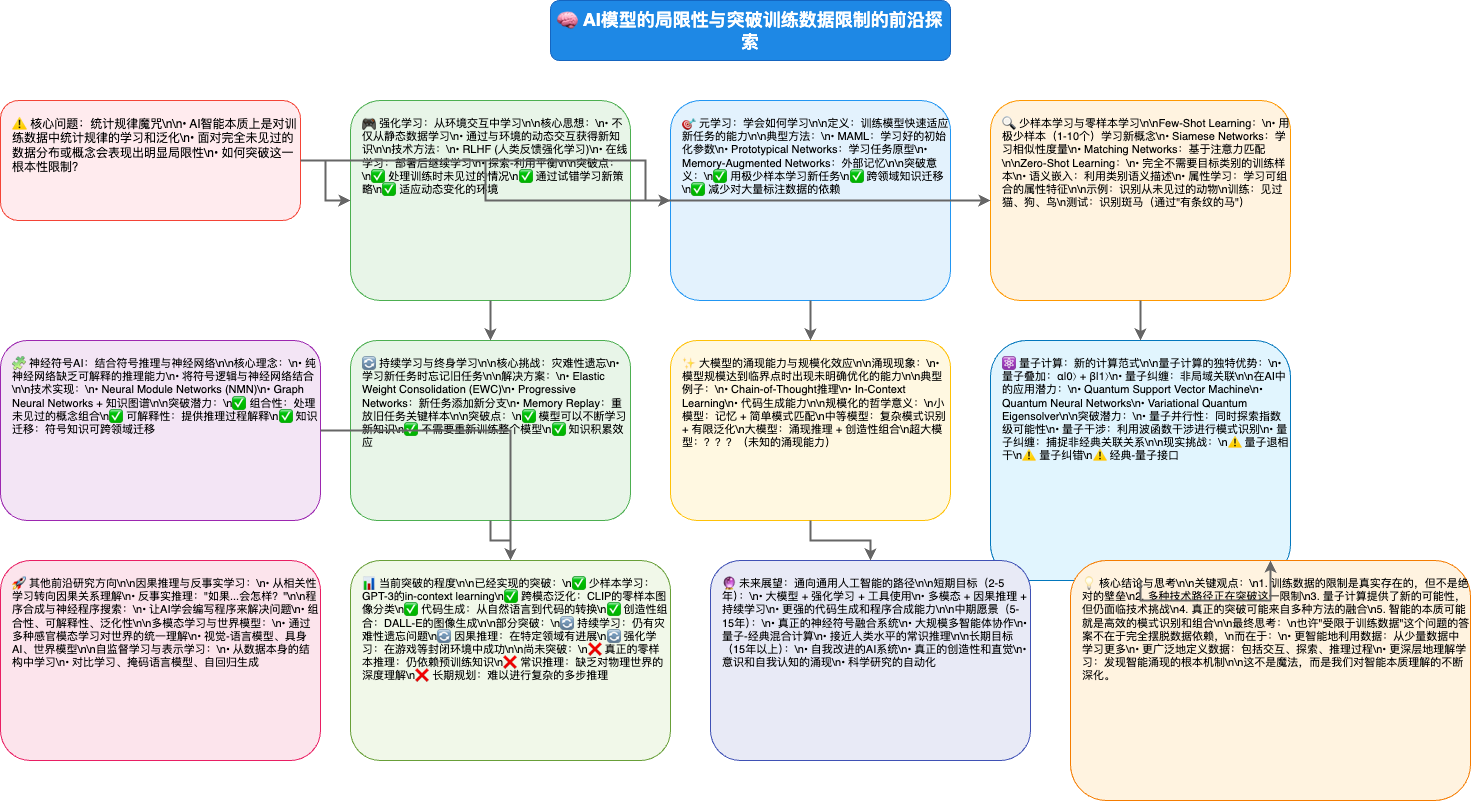 🧠 AI模型的局限性与突破训练数据限制的前沿探
索
⚠️ 核心问题：统计规律魔咒\n\n• AI智能本质上是对训
练数据中统计规律的学习和泛化\n• 面对完全未见过的
数据分布或概念会表现出明显局限性\n• 如何突破这一
根本性限制?
🎮 强化学习：从环境交互中学习\n\n核心思想：\n• 不
仅从静态数据学习\n• 通过与环境的动态交互获得新知
识\n\n技术方法：\n• RLHF (人类反馈强化学习)\n• 在线
学习：部署后继续学习\n• 探索-利用平衡\n\n突破点：
\n✅ 处理训练时未见过的情况\n✅ 通过试错学习新策
略\n✅ 适应动态变化的环境
🎯 元学习：学会如何学习\n\n定义：训练模型快速适应
新任务的能力\n\n典型方法：\n• MAML：学习好的初始
化参数\n• Prototypical Networks：学习任务原型\n•
Memory-Augmented Networks：外部记忆\n\n突破意
义：\n✅ 用极少样本学习新任务\n✅ 跨领域知识迁移
\n✅ 减少对大量标注数据的依赖
🔍 少样本学习与零样本学习\n\nFew-Shot Learning：\n• 用
极少样本（1-10个）学习新概念\n• Siamese Networks：学
习相似性度量\n• Matching Networks：基于注意力匹配
\n\nZero-Shot Learning：\n• 完全不需要目标类别的训练样
本\n• 语义嵌入：利用类别语义描述\n• 属性学习：学习可组
合的属性特征\n\n示例：识别从未见过的动物\n训练：见过
猫、狗、鸟\n测试：识别斑马（通过"有条纹的马"）
🧩 神经符号AI：结合符号推理与神经网络\n\n核心理念：\n• 纯
神经网络缺乏可解释的推理能力\n• 将符号逻辑与神经网络结合
\n\n技术实现：\n• Neural Module Networks (NMN)\n• Graph
Neural Networks + 知识图谱\n\n突破潜力：\n✅ 组合性：处理
未见过的概念组合\n✅ 可解释性：提供推理过程解释\n✅ 知识
迁移：符号知识可跨领域迁移
🔄 持续学习与终身学习\n\n核心挑战：灾难性遗忘\n•
学习新任务时忘记旧任务\n\n解决方案：\n• Elastic
Weight Consolidation (EWC)\n• Progressive
Networks：新任务添加新分支\n• Memory Replay：重
放旧任务关键样本\n\n突破点：\n✅ 模型可以不断学习
新知识\n✅ 不需要重新训练整个模型\n✅ 知识积累效
应
✨ 大模型的涌现能力与规模化效应\n\n涌现现象：\n•
模型规模达到临界点时出现未明确优化的能力\n\n典型
例子：\n• Chain-of-Thought推理\n• In-Context
Learning\n• 代码生成能力\n\n规模化的哲学意义：\n小
模型：记忆 + 简单模式匹配\n中等模型：复杂模式识别
+ 有限泛化\n大模型：涌现推理 + 创造性组合\n超大模
型：？？？（未知的涌现能力）
⚛️ 量子计算：新的计算范式\n\n量子计算的独特优势：\n•
量子叠加：α|0⟩ + β|1⟩\n• 量子纠缠：非局域关联\n\n在AI中
的应用潜力：\n• Quantum Support Vector Machine\n•
Quantum Neural Networks\n• Variational Quantum
Eigensolver\n\n突破潜力：\n• 量子并行性：同时探索指数
级可能性\n• 量子干涉：利用波函数干涉进行模式识别\n• 量
子纠缠：捕捉非经典关联关系\n\n现实挑战：\n⚠️ 量子退相
干\n⚠️ 量子纠错\n⚠️ 经典-量子接口
🚀 其他前沿研究方向\n\n因果推理与反事实学习：\n• 从相关性
学习转向因果关系理解\n• 反事实推理："如果...会怎样？"\n\n
程序合成与神经程序搜索：\n• 让AI学会编写程序来解决问题\n• 组
合性、可解释性、泛化性\n\n多模态学习与世界模型：\n• 通过
多种感官模态学习对世界的统一理解\n• 视觉-语言模型、具身
AI、世界模型\n\n自监督学习与表示学习：\n• 从数据本身的结
构中学习\n• 对比学习、掩码语言模型、自回归生成
📊 当前突破的程度\n\n已经实现的突破：\n✅ 少样本学习：
GPT-3的in-context learning\n✅ 跨模态泛化：CLIP的零样本图
像分类\n✅ 代码生成：从自然语言到代码的转换\n✅ 创造性组
合：DALL-E的图像生成\n\n部分突破：\n🔄 持续学习：仍有灾
难性遗忘问题\n🔄 因果推理：在特定领域有进展\n🔄 强化学
习：在游戏等封闭环境中成功\n\n尚未突破：\n❌ 真正的零
样本推理：仍依赖预训练知识\n❌ 常识推理：缺乏对物理世界的
深度理解\n❌ 长期规划：难以进行复杂的多步推理
🔮 未来展望：通向通用人工智能的路径\n\n短期目标（2-5
年）：\n• 大模型 + 强化学习 + 工具使用\n• 多模态 + 因果推理 +
持续学习\n• 更强的代码生成和程序合成能力\n\n中期愿景（5-
15年）：\n• 真正的神经符号融合系统\n• 大规模多智能体协作\n•
量子-经典混合计算\n• 接近人类水平的常识推理\n\n长期目标
（15年以上）：\n• 自我改进的AI系统\n• 真正的创造性和直觉\n•
意识和自我认知的涌现\n• 科学研究的自动化
💡 核心结论与思考\n\n关键观点：\n1. 训练数据的限制是真实存在的，但不是绝
对的壁垒\n2. 多种技术路径正在突破这一限制\n3. 量子计算提供了新的可能性，
但仍面临技术挑战\n4. 真正的突破可能来自多种方法的融合\n5. 智能的本质可能
就是高效的模式识别和组合\n\n最终思考：\n也许"受限于训练数据"这个问题的答
案不在于完全摆脱数据依赖，\n而在于：\n• 更智能地利用数据：从少量数据中
学习更多\n• 更广泛地定义数据：包括交互、探索、推理过程\n• 更深层地理解学
习：发现智能涌现的根本机制\n\n这不是魔法，而是我们对智能本质理解的不断
深化。